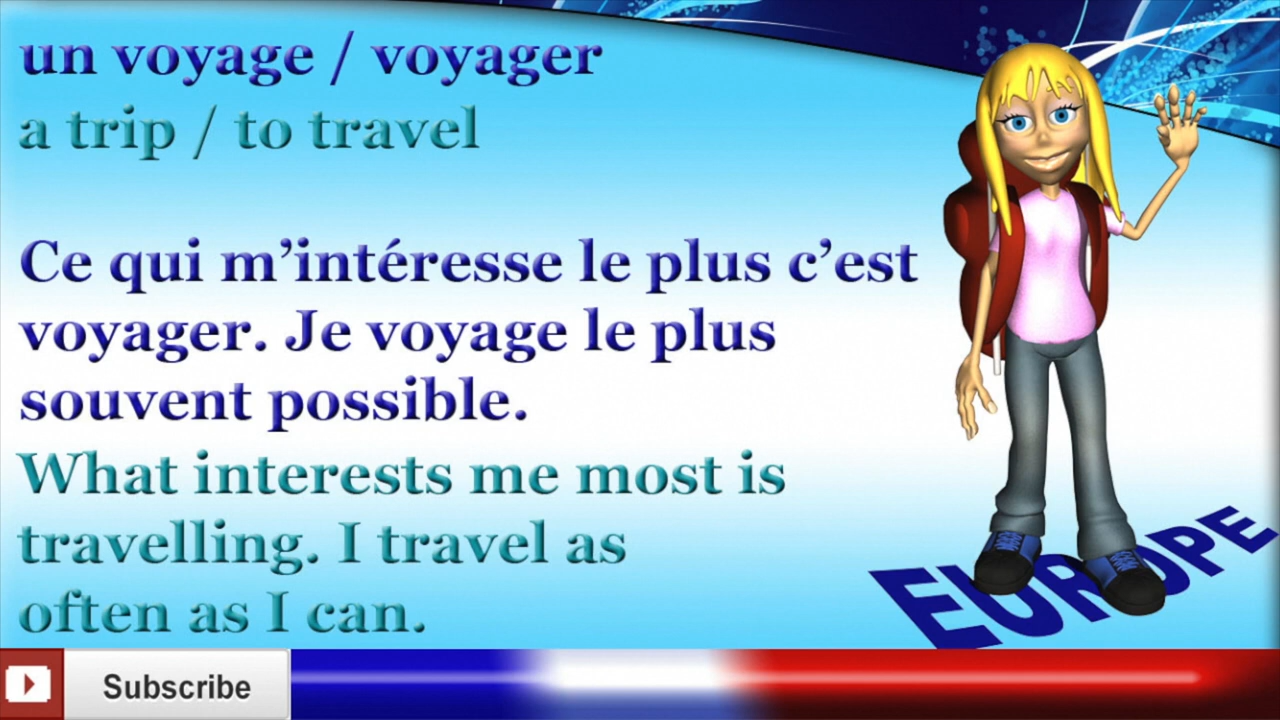 un voyage / voyager
a trip / to travel
Ce qui m’intéresse le plus c’est
voyager. Je voyage le plus
souvent possible.
What interests me most is
travelling. I travel as
often as I can.
EUROPE
Subscribe